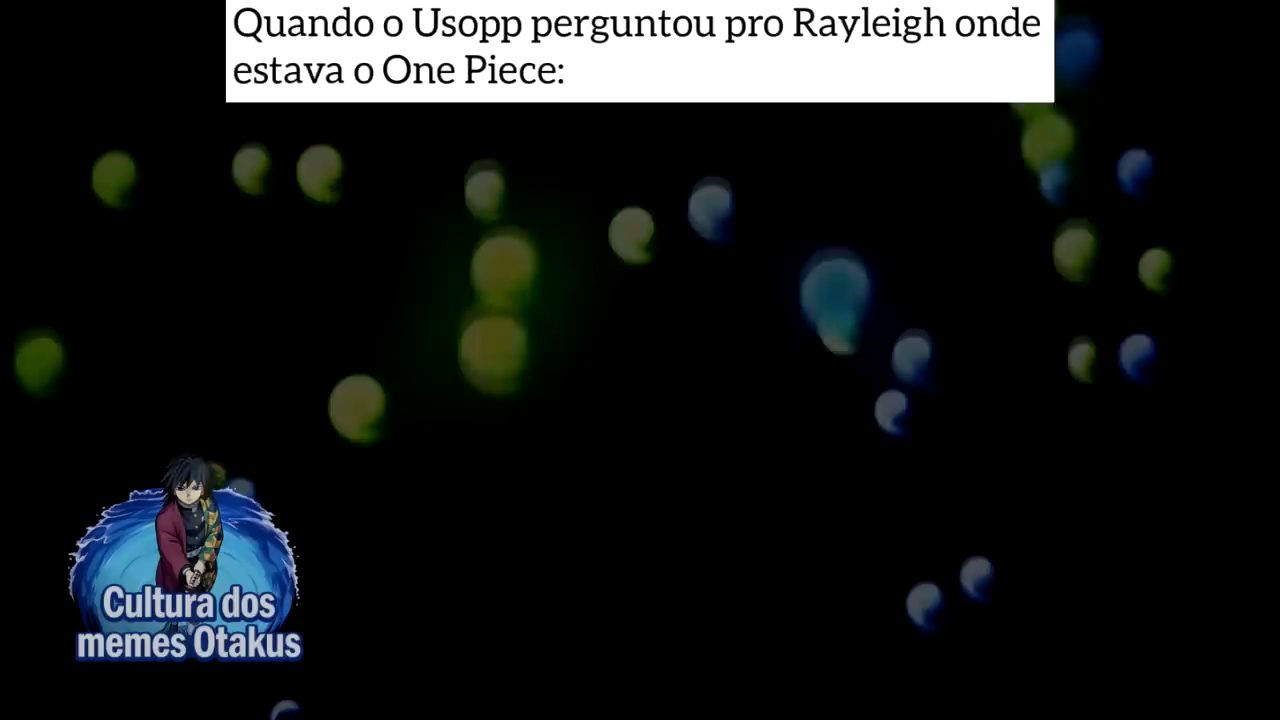 Quando o Usopp perguntou pro Rayleigh onde
estava o One Piece:
Cultura dos
memes Otakus